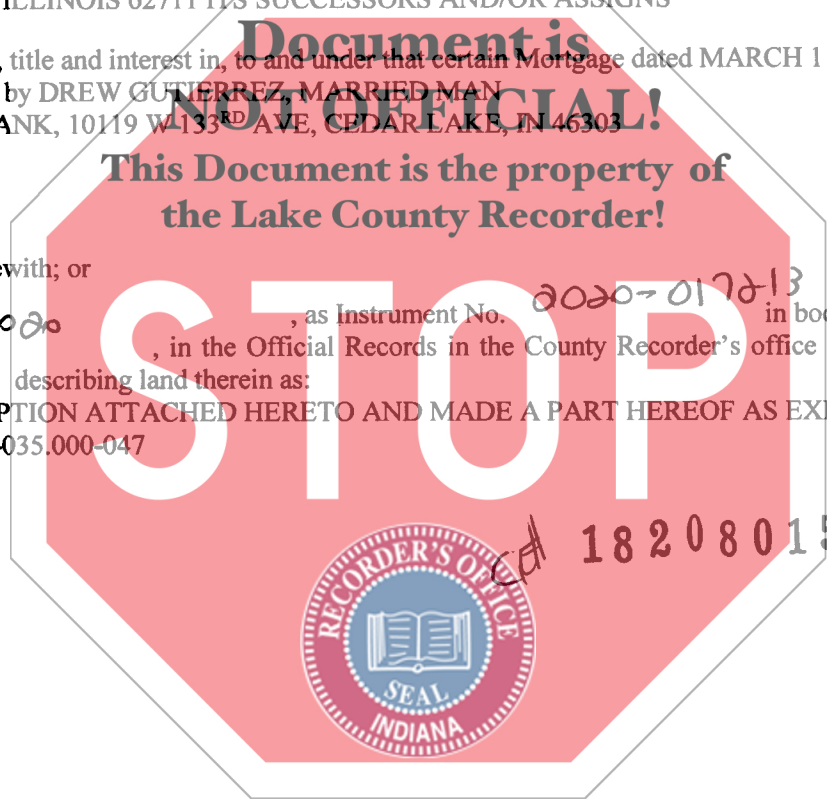 ILLINOIS 62711 ITS SUCCESSORS AND/OR ASSIGNS
Document is
, title and interest in, to and under that certain Mortgage dated MARCH 1
by DREW GUTIERREZ, MARRIED MAN
NOT OFFICIAL!
ANK, 10119 W 133RD AVE, CEDAR LAKE, IN 46303
This Document is the property of
the Lake County Recorder!
with; or
020 , as Instrument No. 2020-017213 in boo
, in the Official Records in the County Recorder's office
describing land therein as:
PTION ATTACHED HERETO AND MADE A PART HEREOF AS EXI
-035.000-047
STOP
18208015
RECORDER'S OFFICE
SEAL
INDIANA